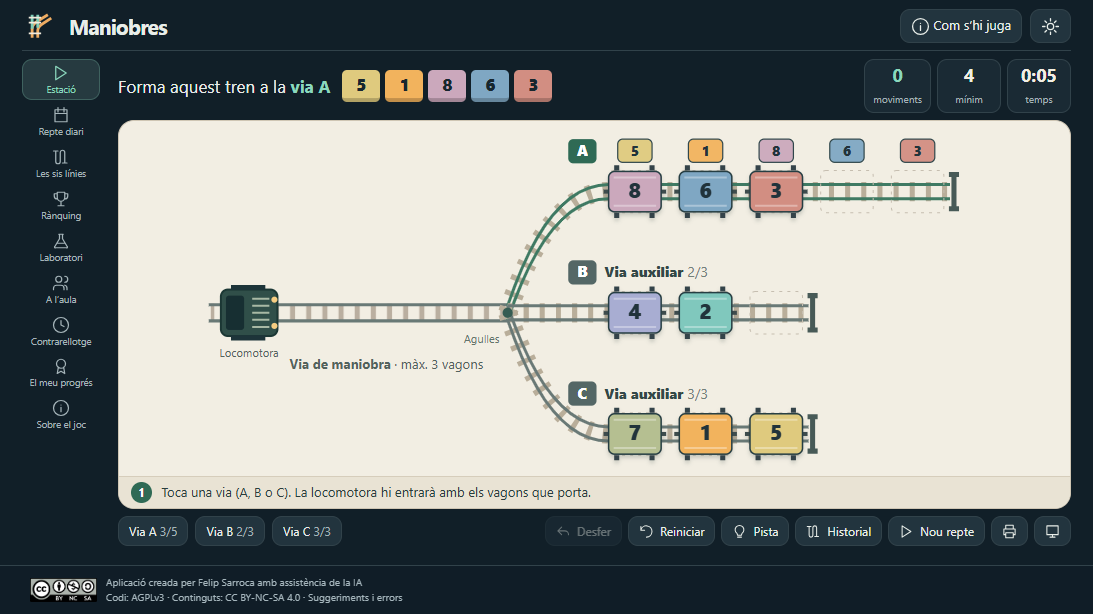 Maniobres
Com s'hi juga
Estació
Repte diari
Les sis línies
Rànquing
Laboratori
A l'aula
Contrarellotge
El meu progrés
Sobre el joc
Forma aquest tren a la via A 5 1 8 6 3
0 moviments
4 mínim
0:05 temps
A 5 1 8 6 3
8 6 3
B Via auxiliar 2/3
4 2
Locomotora
Agulles
Via de maniobra · màx. 3 vagons
C Via auxiliar 3/3
7 1 5
1 Toca una via (A, B o C). La locomotora hi entrarà amb els vagons que porta.
Via A 3/5 Via B 2/3 Via C 3/3 Desfer Reiniciar Pista Historial Nou repte
CC BY NC SA
Aplicació creada per Felip Sarroca amb assistència de la IA
Codi: AGPLv3 · Continguts: CC BY-NC-SA 4.0 · Suggeriments i errors